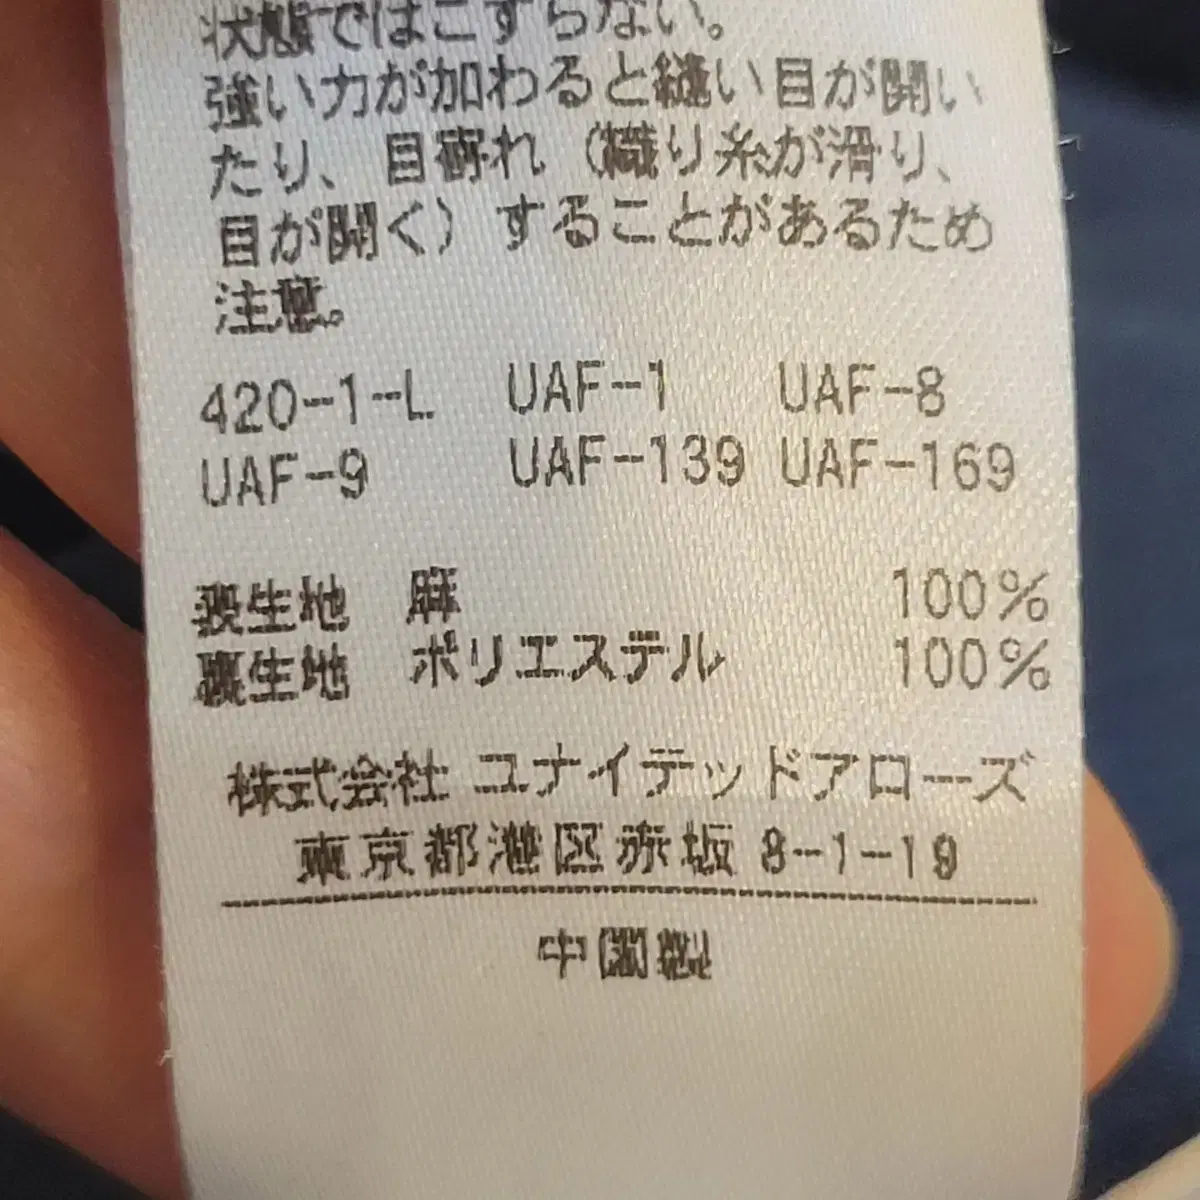 状態ではこすらない。
強い力が加わると縫い目が開い
たり、目寄れ（織り糸が滑り、
目が開く）することがあるため
注意。
420-1-L UAF-1 UAF-8
UAF-9 UAF-139 UAF-169
表生地 麻 100%
裏生地 ポリエステル 100%
株式会社 ユナイテッドアローズ
東京都港区赤坂 8-1-19
中国製